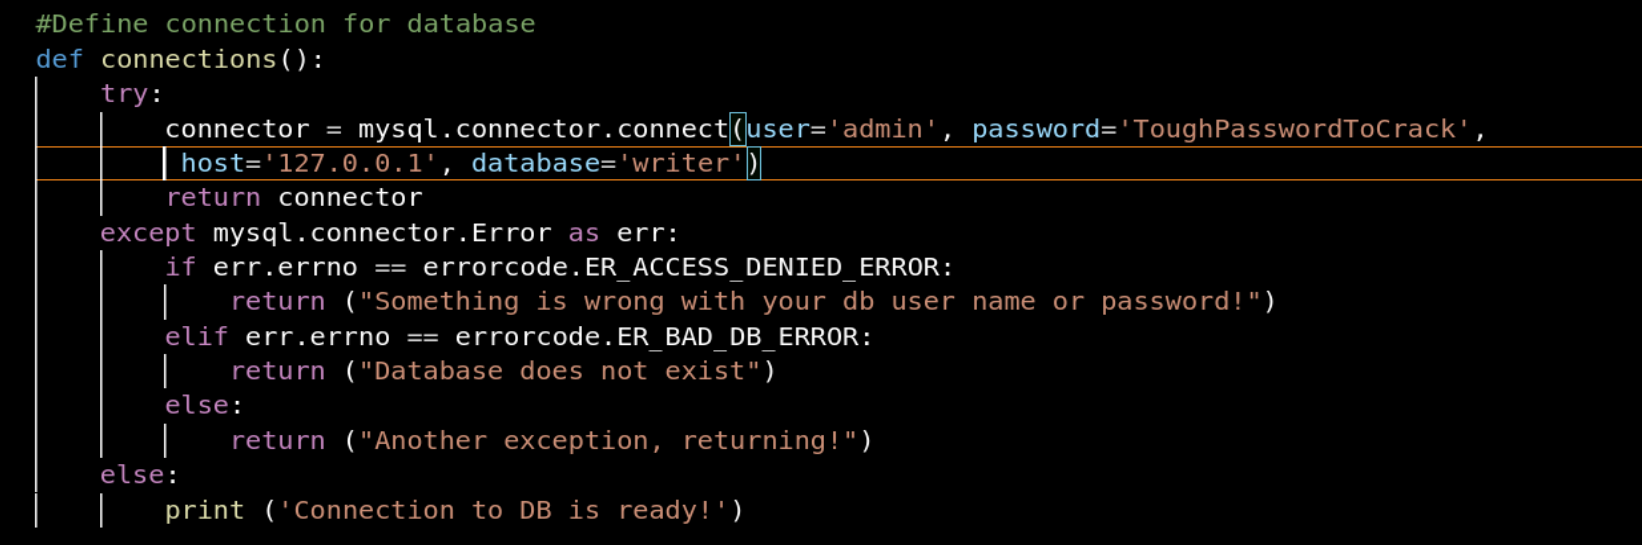 #Define connection for database
def connections():
    try:
        connector = mysql.connector.connect(user='admin', password='ToughPasswordToCrack',
         host='127.0.0.1', database='writer')
        return connector
    except mysql.connector.Error as err:
        if err.errno == errorcode.ER_ACCESS_DENIED_ERROR:
            return ("Something is wrong with your db user name or password!")
        elif err.errno == errorcode.ER_BAD_DB_ERROR:
            return ("Database does not exist")
        else:
            return ("Another exception, returning!")
    else:
        print ('Connection to DB is ready!')